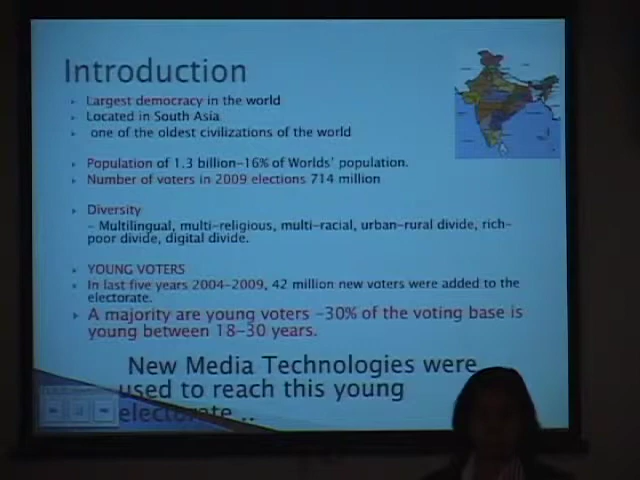 Introduction
Largest democracy in the world
Located in South Asia
one of the oldest civilizations of the world
Population of 1.3 billion-16% of Worlds' population.
Number of voters in 2009 elections 714 million
Diversity
- Multilingual, multi-religious, multi-racial, urban-rural divide, rich-
poor divide, digital divide.
YOUNG VOTERS
In last five years 2004-2009, 42 million new voters were added to the
electorate.
A majority are young voters -30% of the voting base is
young between 18-30 years.
New Media Technologies were
used to reach this young
electorate ..